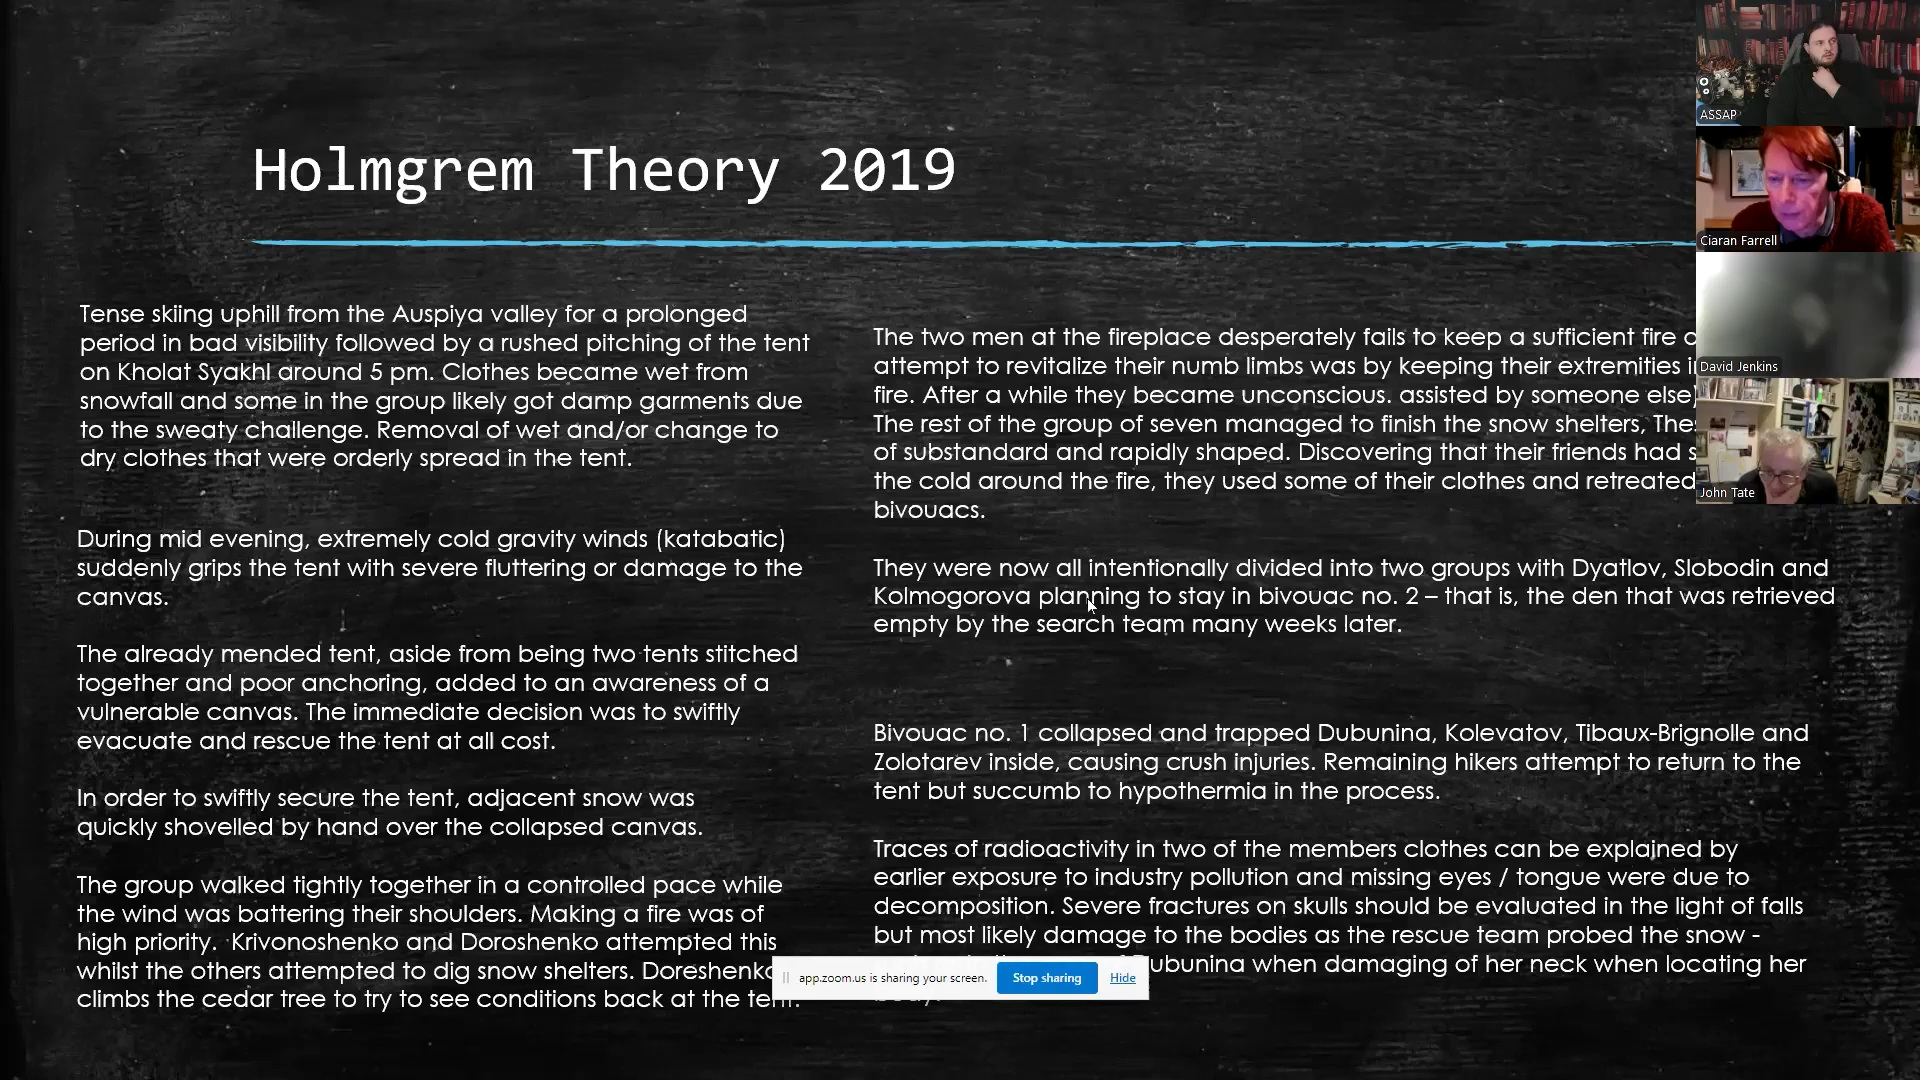 Holmgrem Theory 2019
Tense skiing uphill from the Auspiya valley for a prolonged
period in bad visibility followed by a rushed pitching of the tent
on Kholat Syakhl around 5 pm. Clothes became wet from
snowfall and some in the group likely got damp garments due
to the sweaty challenge. Removal of wet and/or change to
dry clothes that were orderly spread in the tent.
During mid evening, extremely cold gravity winds (katabatic)
suddenly grips the tent with severe fluttering or damage to the
canvas.
The already mended tent, aside from being two tents stitched
together and poor anchoring, added to an awareness of a
vulnerable canvas. The immediate decision was to swiftly
evacuate and rescue the tent at all cost.
In order to swiftly secure the tent, adjacent snow was
quickly shovelled by hand over the collapsed canvas.
The group walked tightly together in a controlled pace while
the wind was battering their shoulders. Making a fire was of
high priority. Krivonoshenko and Doroshenko attempted this
whilst the others attempted to dig snow shelters. Doreshenko
climbs the cedar tree to try to see conditions back at the tent.
The two men at the fireplace desperately fails to keep a sufficient fire
attempt to revitalize their numb limbs was by keeping their extremities
fire. After a while they became unconscious. assisted by someone else)
The rest of the group of seven managed to finish the snow shelters,
of substandard and rapidly shaped. Discovering that their friends had
the cold around the fire, they used some of their clothes and retreated
bivouacs.
They were now all intentionally divided into two groups with Dyatlov, Slobodin and
Kolmogorova planning to stay in bivouac no. 2 – that is, the den that was retrieved
empty by the search team many weeks later.
Bivouac no. 1 collapsed and trapped Dubunina, Kolevatov, Tibaux-Brignolle and
Zolotarev inside, causing crush injuries. Remaining hikers attempt to return to the
tent but succumb to hypothermia in the process.
Traces of radioactivity in two of the members clothes can be explained by
earlier exposure to industry pollution and missing eyes / tongue were due to
decomposition. Severe fractures on skulls should be evaluated in the light of falls
but most likely damage to the bodies as the rescue team probed the snow -
Dubunina when damaging of her neck when locating her
ASSAP
Ciaran Farrell
David Jenkins
John Tate
app.zoom.us is sharing your screen.
Stop sharing
Hide